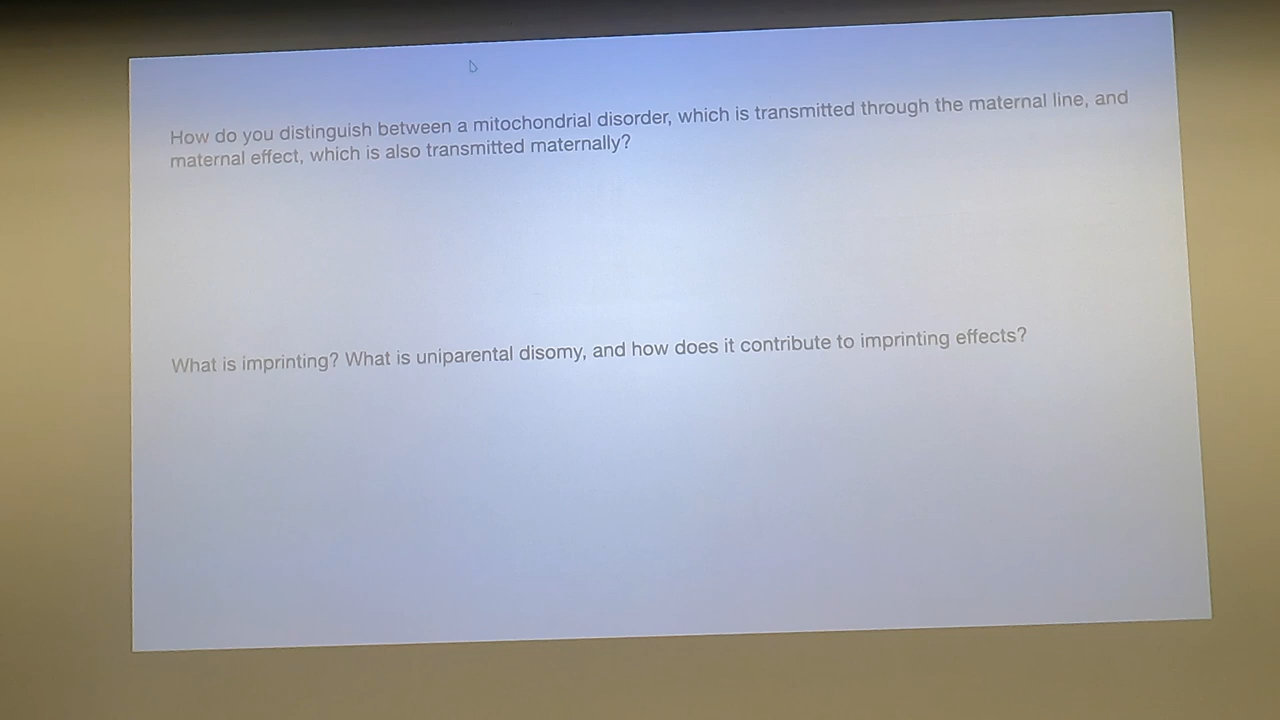 How do you distinguish between a mitochondrial disorder, which is transmitted through the maternal line, and
maternal effect, which is also transmitted maternally?
What is imprinting? What is uniparental disomy, and how does it contribute to imprinting effects?